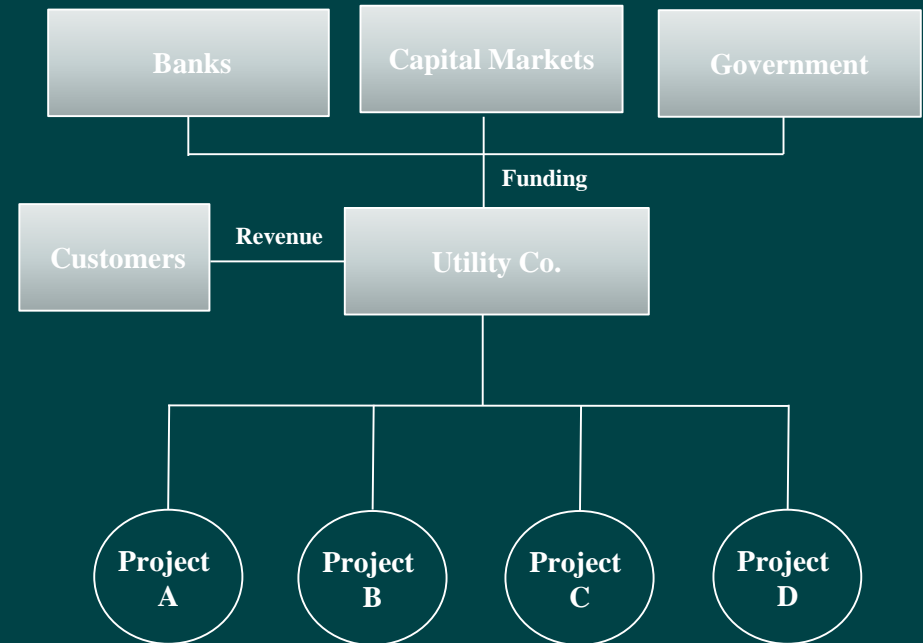 Banks
Capital Markets
Government
Funding
Customers
Revenue
Utility Co.
Project
A
Project
B
Project
C
Project
D